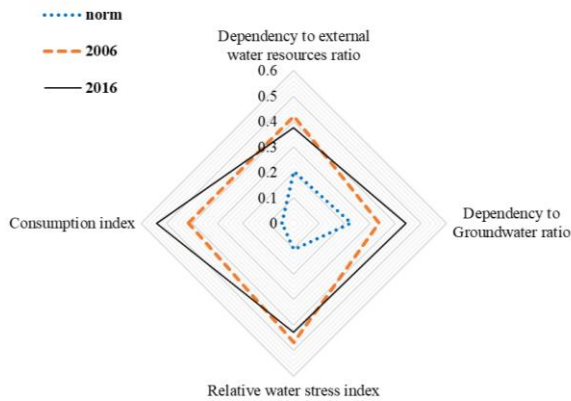 norm
2006
2016
Dependency to external
water resources ratio
0.6
0.5
0.4
0.3
0.2
0.1
0
Consumption index
Dependency to
Groundwater ratio
Relative water stress index